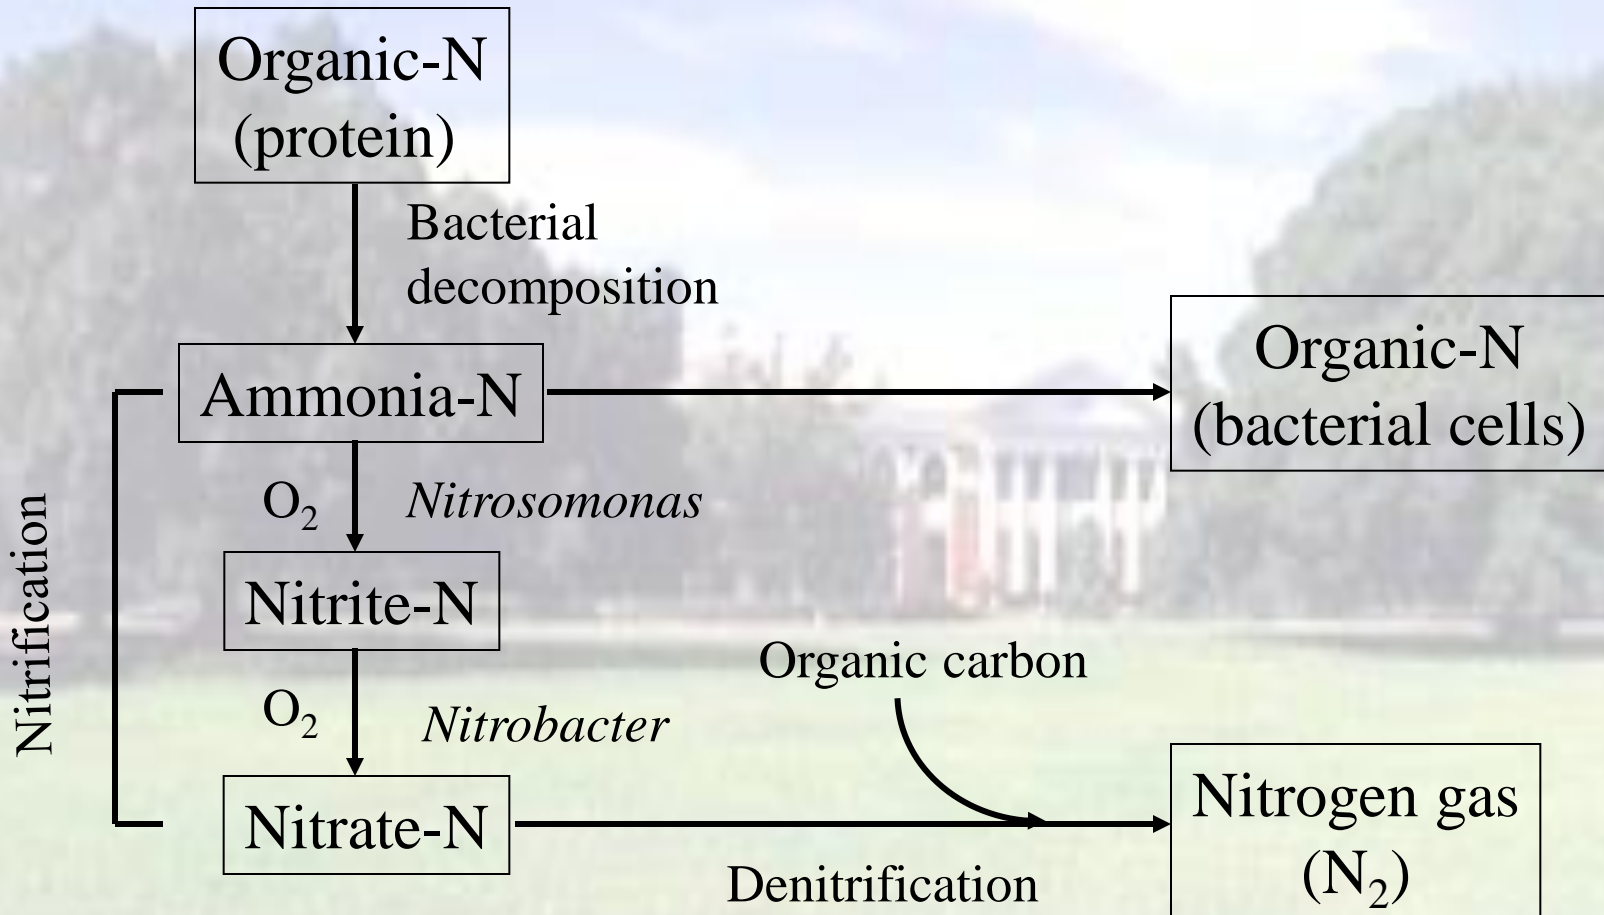 Organic-N
(protein)
Bacterial
decomposition
Ammonia-N
Organic-N
(bacterial cells)
O₂
Nitrosomonas
Nitrification
Nitrite-N
Organic carbon
O₂
Nitrobacter
Nitrate-N
Nitrogen gas
(N₂)
Denitrification